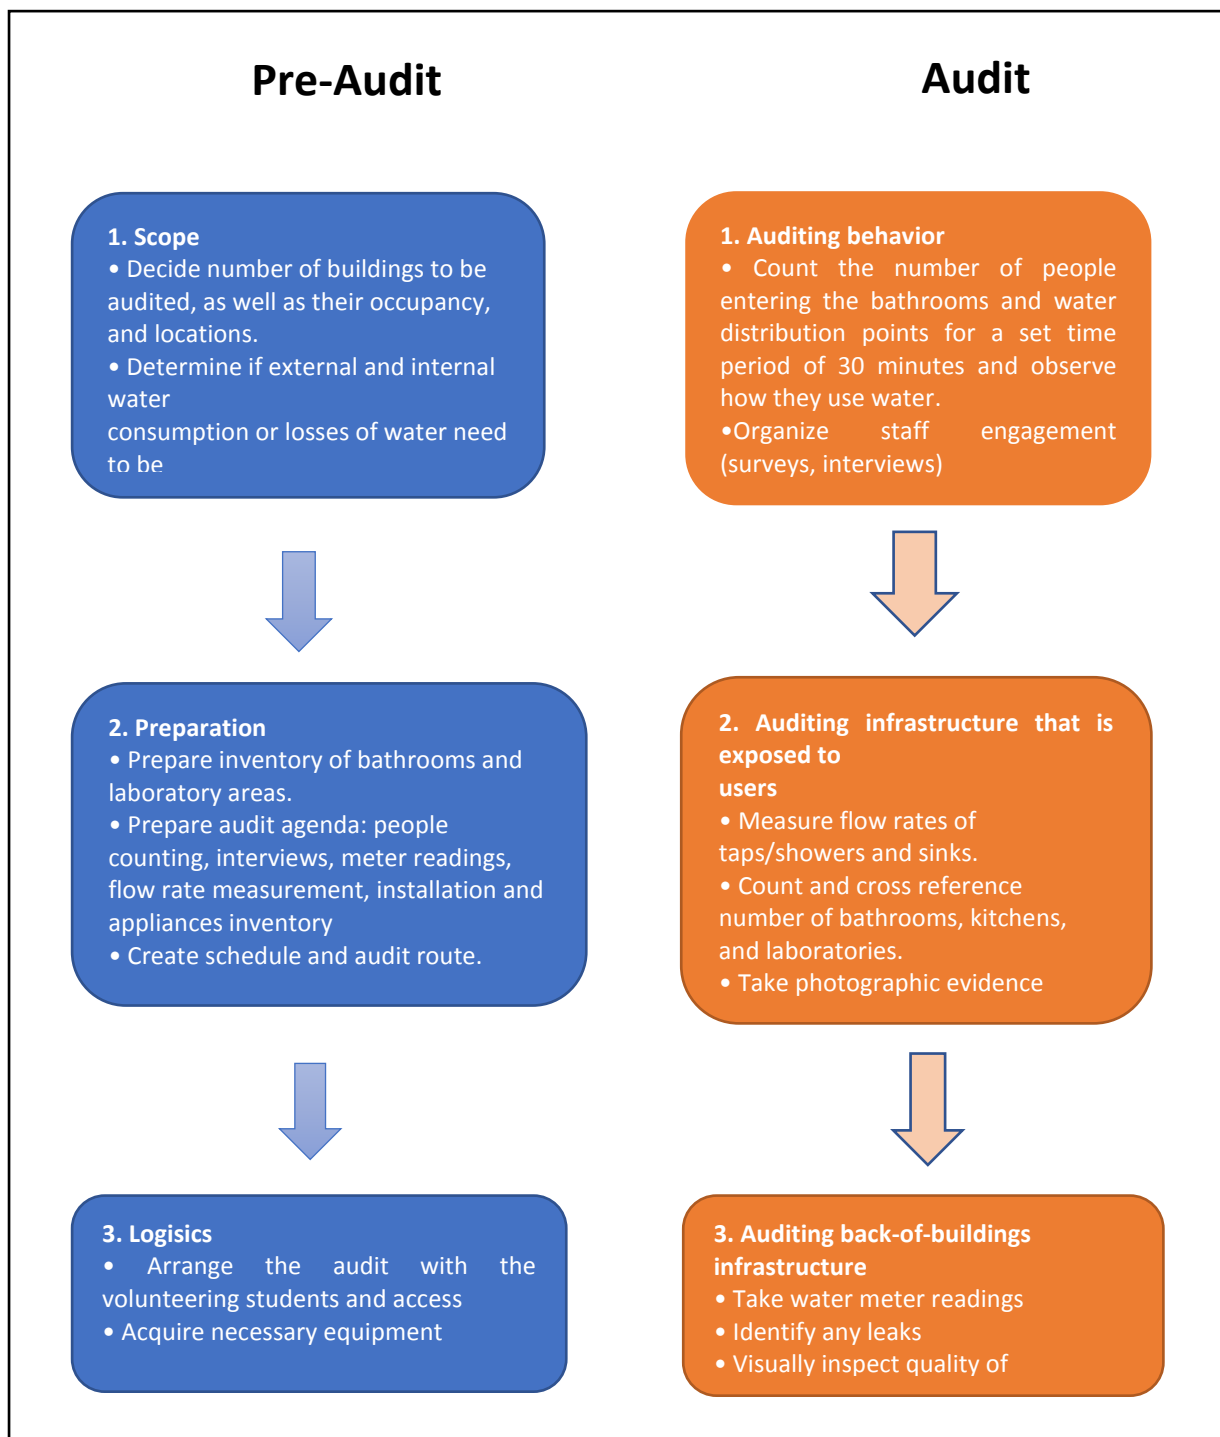 Pre-Audit
1. Scope
• Decide number of buildings to be
audited, as well as their occupancy,
and locations.
• Determine if external and internal
water
consumption or losses of water need
to be
2. Preparation
• Prepare inventory of bathrooms and
laboratory areas.
• Prepare audit agenda: people
counting, interviews, meter readings,
flow rate measurement, installation and
appliances inventory
• Create schedule and audit route.
3. Logisics
• Arrange the audit with the
volunteering students and access
• Acquire necessary equipment
Audit
1. Auditing behavior
• Count the number of people
entering the bathrooms and water
distribution points for a set time
period of 30 minutes and observe
how they use water.
•Organize staff engagement
(surveys, interviews)
2. Auditing infrastructure that is
exposed to
users
• Measure flow rates of
taps/showers and sinks.
• Count and cross reference
number of bathrooms, kitchens,
and laboratories.
• Take photographic evidence
3. Auditing back-of-buildings
infrastructure
• Take water meter readings
• Identify any leaks
• Visually inspect quality of